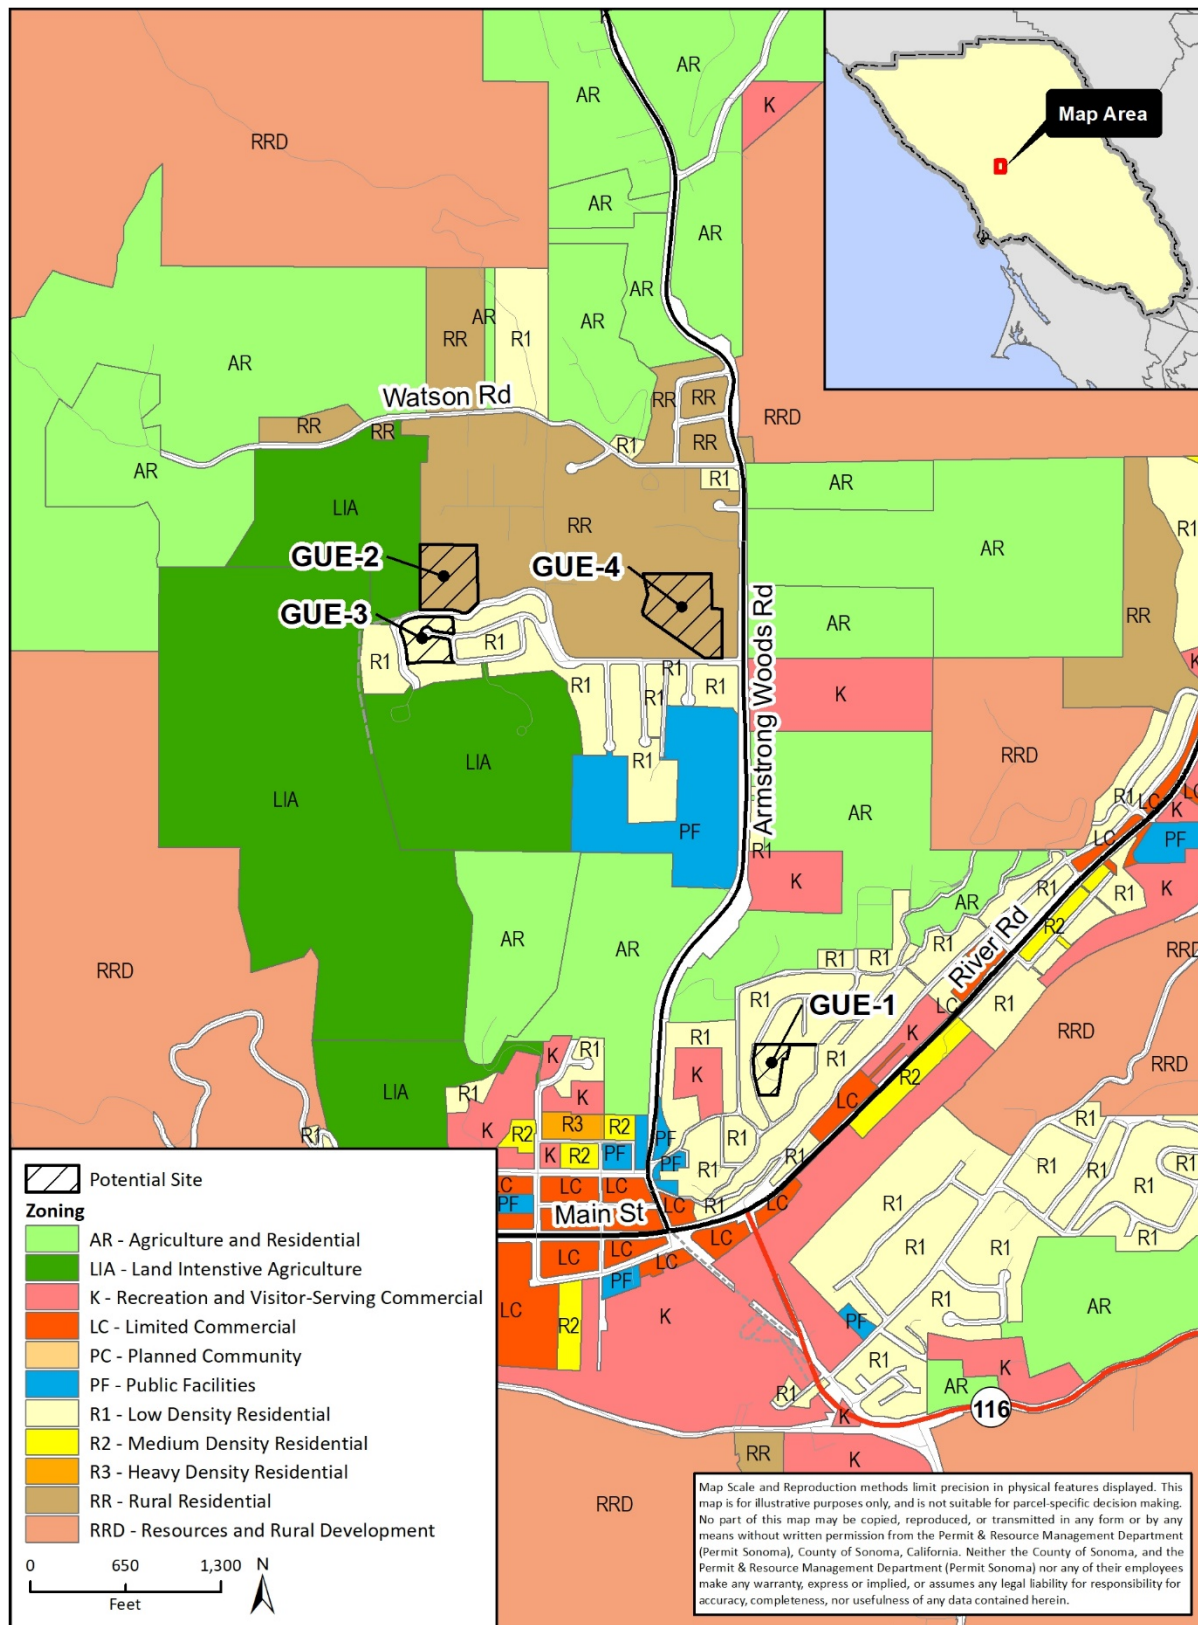 AR
AR
K
RRD
Map Area
AR
AR
AR
AR
AR
RR
R1
AR
RR
Watson Rd
RR
RRD
RR
RR
RR
R1
AR
R1
AR
LIA
R1
RR
AR
GUE-2
GUE-4
RR
GUE-3
AR
R1
R1
R1
K
R1
R1
R1
K
Armstrong Woods Rd
RRD
LIA
LIA
R1
R1
LC
LC
K
AR
PF
LC
PF
R1
K
R1
R1
AR
AR
AR
R2
River Rd
R1
RRD
R1
R1
RRD
R1
GUE-1
LC
R1
RRD
K
R1
K
R1
R1
RRD
R2
K
LIA
R1
K
LC
R1
K
R3
R2
R1
R2
PF
R1
K
R2
PF
PF
R1
R1
R1
R1
LC
LC
LC
PF
LC
R1
LC
Main St
R1
R1
LC
LC
LC
LC
LC
PF
R1
AR
LC
R2
K
PF
R1
R1
K
AR
R1
K
116
RR
K
RRD
Potential Site
Zoning
AR - Agriculture and Residential
LIA - Land Intenstive Agriculture
K - Recreation and Visitor-Serving Commercial
LC - Limited Commercial
PC - Planned Community
PF - Public Facilities
R1 - Low Density Residential
R2 - Medium Density Residential
R3 - Heavy Density Residential
RR - Rural Residential
RRD - Resources and Rural Development
0 650 1,300 N
Feet
Map Scale and Reproduction methods limit precision in physical features displayed. This
map is for illustrative purposes only, and is not suitable for parcel-specific decision making.
No part of this map may be copied, reproduced, or transmitted in any form or by any
means without written permission from the Permit & Resource Management Department
(Permit Sonoma), County of Sonoma, California. Neither the County of Sonoma, and the
Permit & Resource Management Department (Permit Sonoma) nor any of their employees
make any warranty, express or implied, or assumes any legal liability for responsibility for
accuracy, completeness, nor usefulness of any data contained herein.